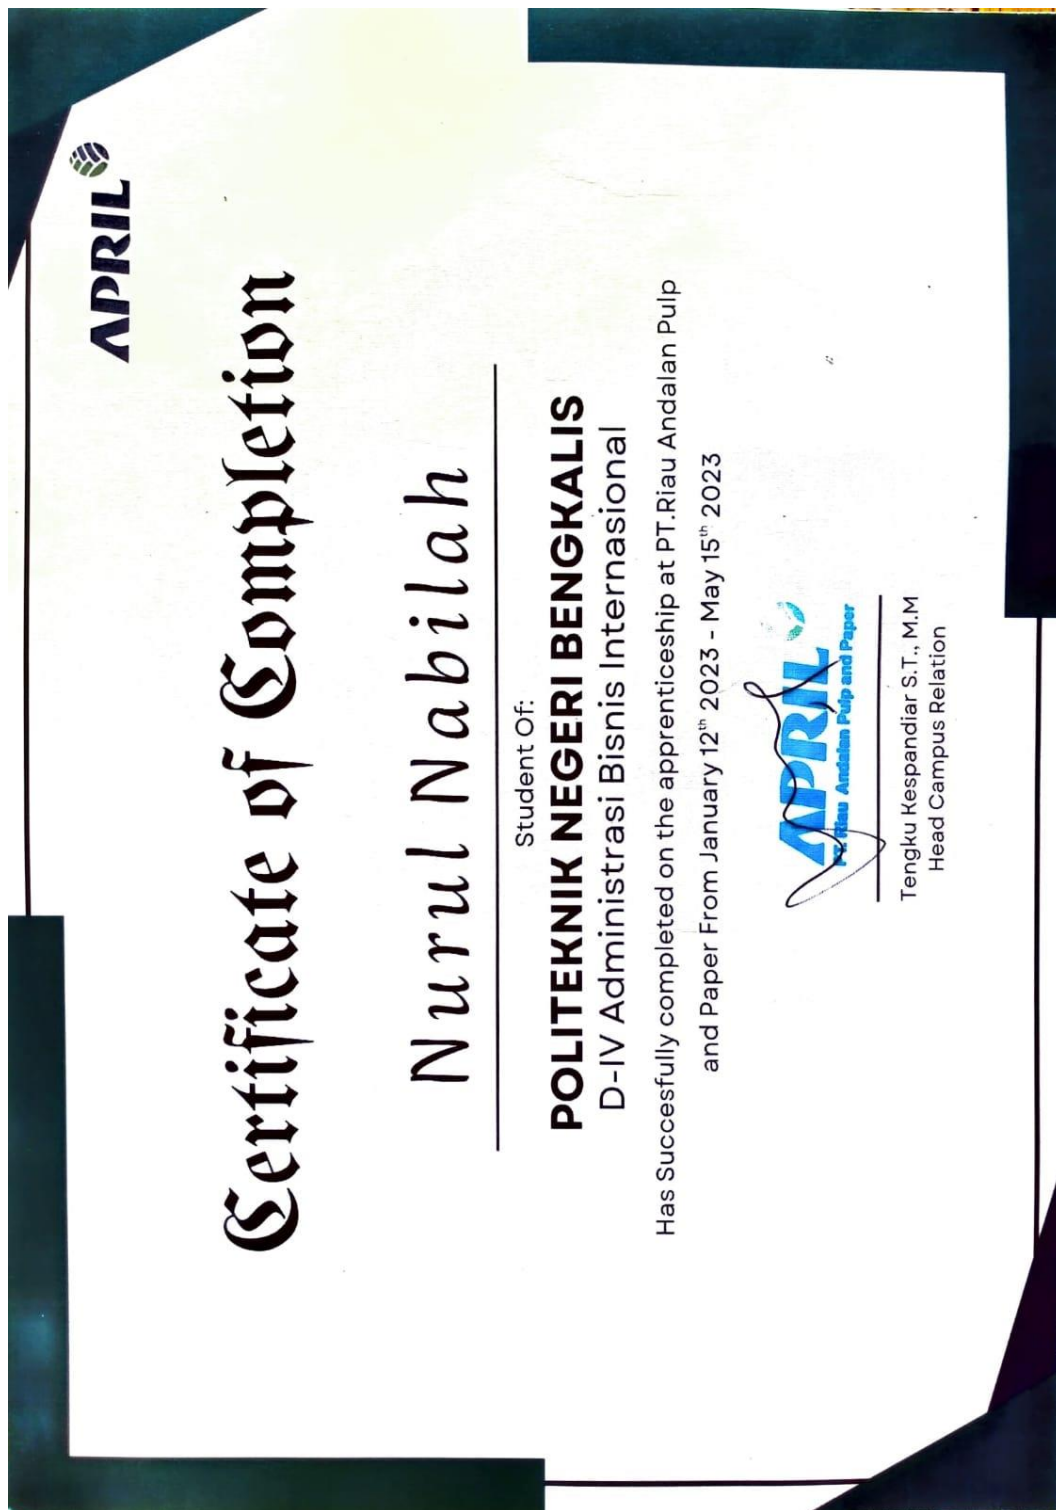 APRIL
Certificate of Completion
Nurul Nabilah
Student Of:
POLITEKNIK NEGERI BENGKALIS
D-IV Administrasi Bisnis Internasional
Has Succesfully completed on the apprenticeship at PT.Riau Andalan Pulp
and Paper From January 12th 2023 - May 15th 2023
APRIL
PT. Riau Andalan Pulp and Paper
Tengku Kespandiar S.T., M.M
Head Campus Relation